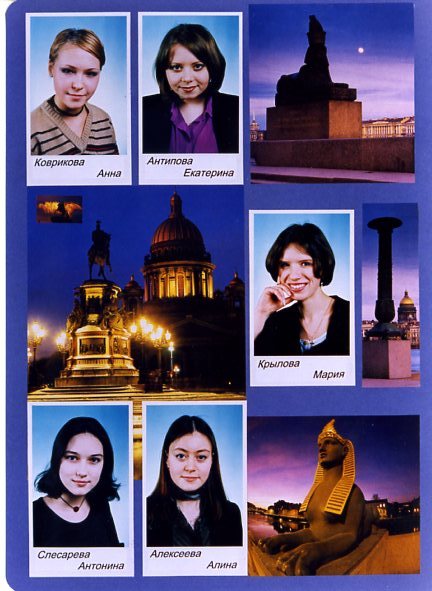 Коврикова
Анна
Антипова
Екатерина
Крылова
Мария
Слесарева
Антонина
Алексеева
Алина